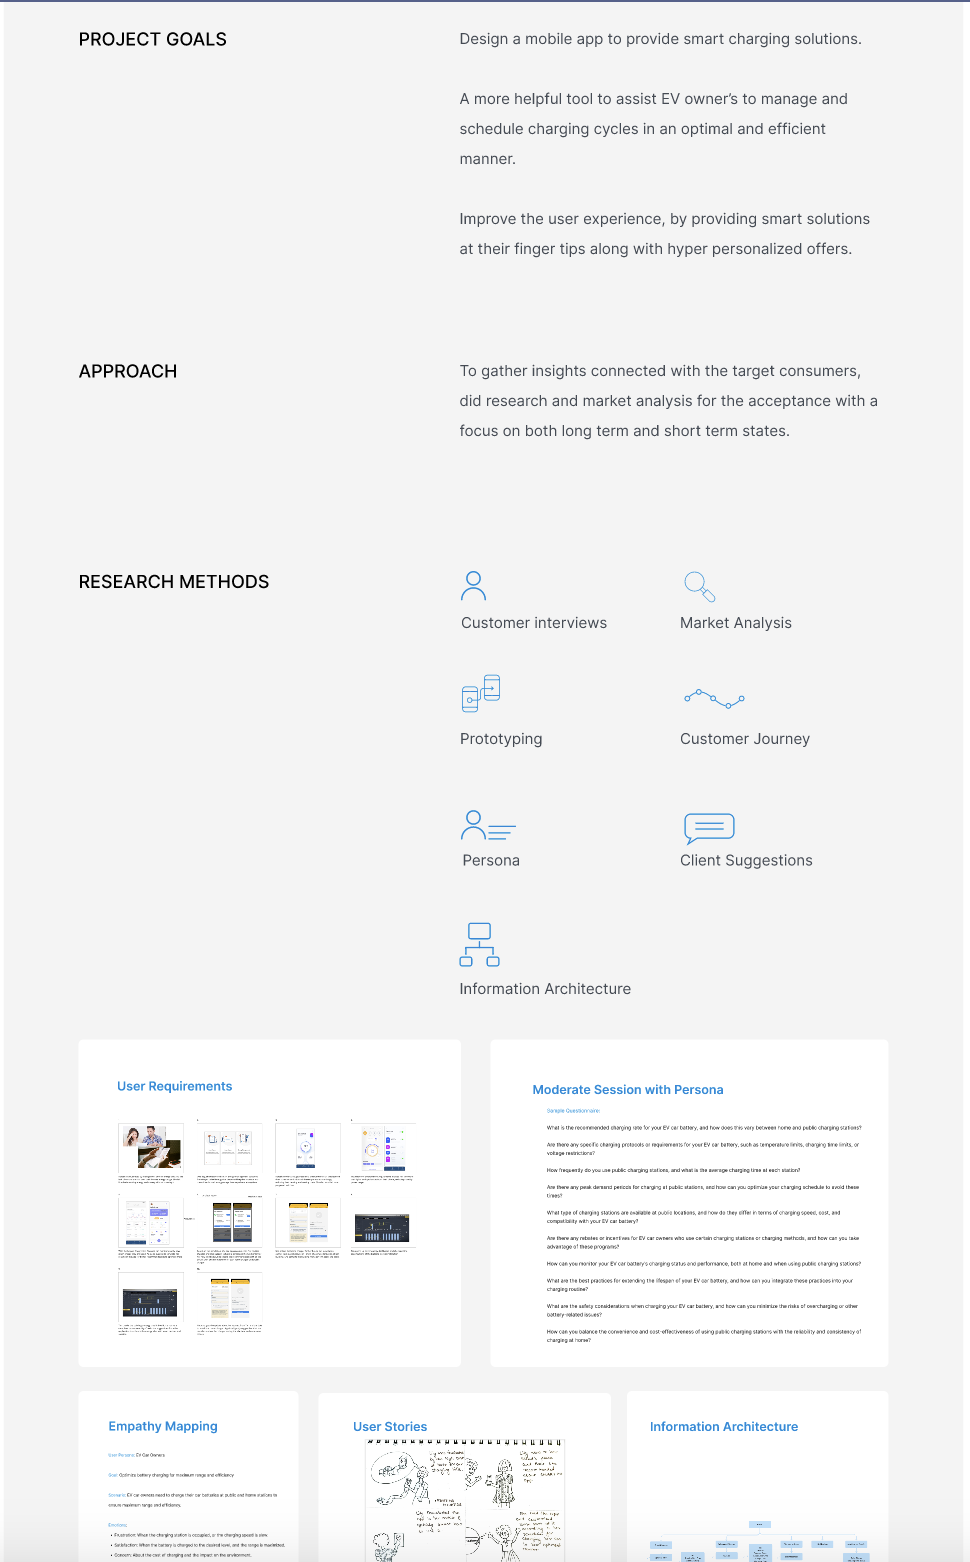 PROJECT GOALS
Design a mobile app to provide smart charging solutions.
A more helpful tool to assist EV owner's to manage and
schedule charging cycles in an optimal and efficient
manner.
Improve the user experience, by providing smart solutions
at their finger tips along with hyper personalized offers.
APPROACH
To gather insights connected with the target consumers,
did research and market analysis for the acceptance with a
focus on both long term and short term states.
RESEARCH METHODS
Customer interviews
Market Analysis
Prototyping
Customer Journey
Persona
Client Suggestions
Information Architecture
User Requirements
Moderate Session with Persona
Sample Questionnaire:
What is the recommended charging rate for your EV car battery, and how does this vary between home and public charging stations?
Are there any specific charging protocols or requirements for your EV car battery, such as temperature limits, charging time limits, or
voltage restrictions?
How frequently do you use public charging stations, and what is the average charging time at each station?
Are there any peak demand periods for charging at public stations, and how can you optimize your charging schedule to avoid these
times?
What type of charging stations are available at public locations, and how do they differ in terms of charging speed, cost, and
compatibility with your EV car battery?
Are there any rebates or incentives for EV car owners who use certain charging stations or charging methods, and how can you take
advantage of these programs?
How can you monitor your EV car battery's charging status and performance, both at home and when using public charging stations?
What are the best practices for extending the lifespan of your EV car battery, and how can you integrate these practices into your
charging routine?
What are the safety considerations when charging your EV car battery, and how can you minimize the risks of overcharging or other
battery-related issues?
How can you balance the convenience and cost-effectiveness of using public charging stations with the reliability and consistency of
charging at home?
Empathy Mapping
User Persona: EV Car Owners
Goal: Optimize battery charging for maximum range and efficiency
Scenario: EV car owners need to charge their car batteries at public and home stations to
ensure maximum range and efficiency.
Emotions:
• Frustration: When the charging station is occupied, or the charging speed is slow.
• Satisfaction: When the battery is charged to the desired level, and the range is maximized.
• Concern: About the cost of charging and the impact on the environment.
User Stories
Information Architecture